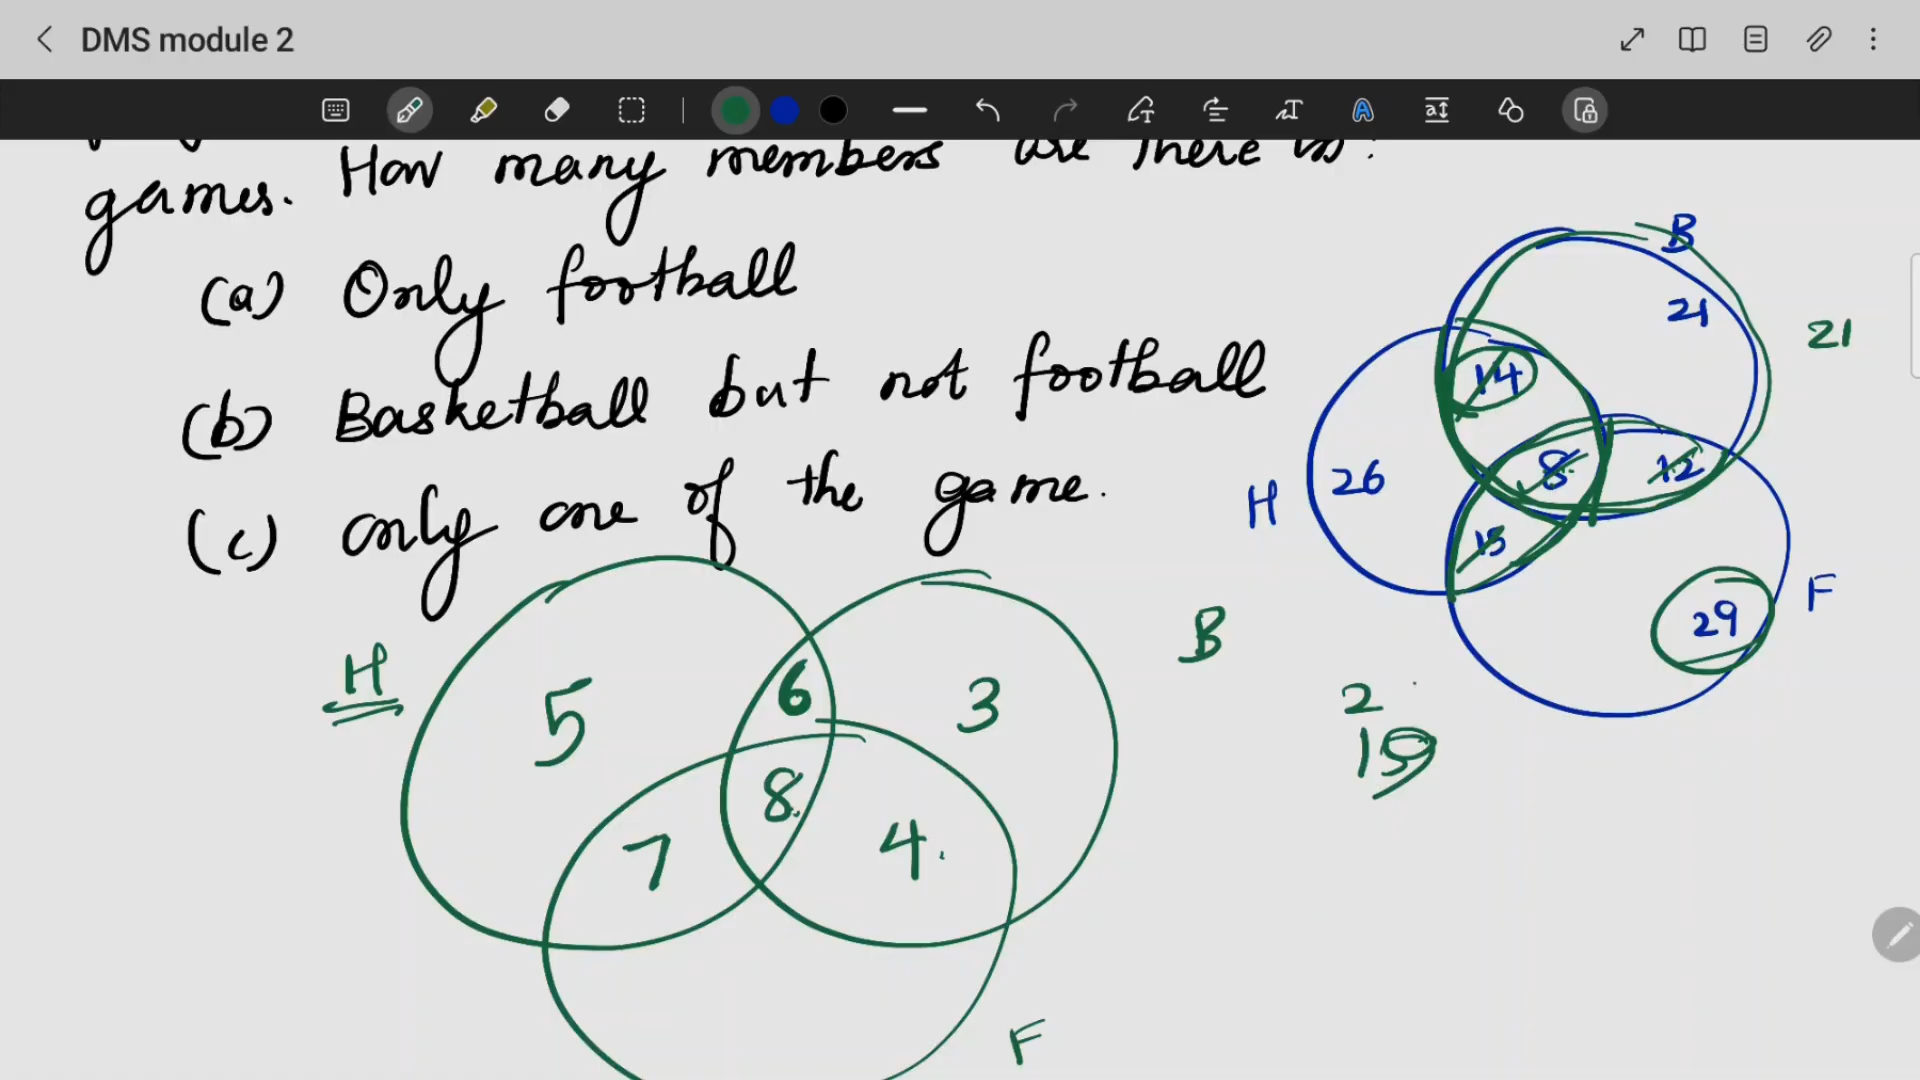 DMS module 2
How many members are there in?
games.
(a) Only football
(b) Basketball but not football
(c) only one of the game.
B
21
21
14
8
12
H
26
15
29
F
H
5
6
3
B
8
7
4
2
F